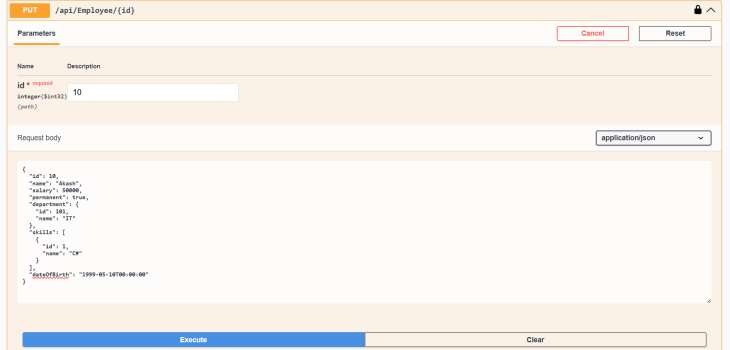 PUT /api/Employee/{id}
Parameters
Cancel
Reset
Name Description
id * required
integer($int32)
(path)
10
Request body
application/json
{
  "id": 10,
  "name": "Akash",
  "salary": 50000,
  "permanent": true,
  "department": {
    "id": 101,
    "name": "IT"
  },
  "skills": [
    {
      "id": 1,
      "name": "C#"
    }
  ],
  "dateOfBirth": "1999-05-10T00:00:00"
}
Execute
Clear